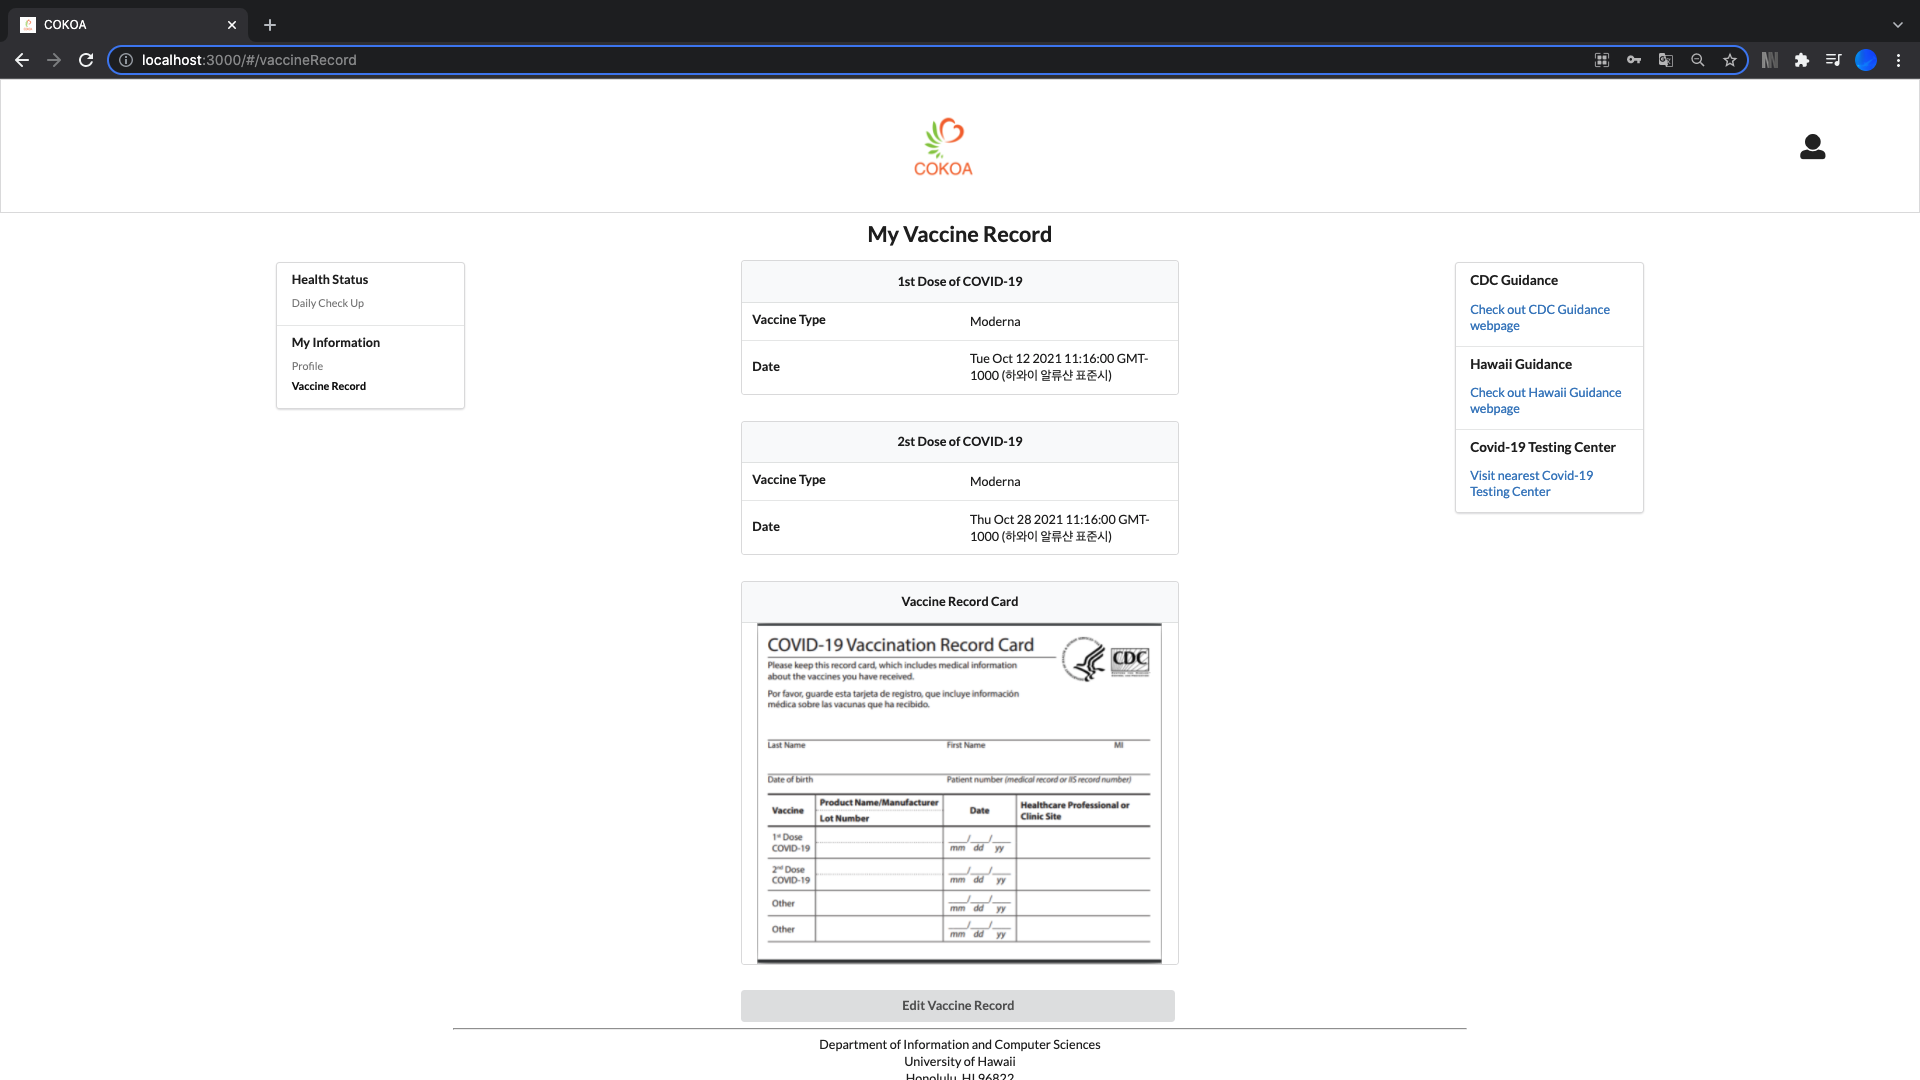 COKOA
localhost:3000/#/vaccineRecord
COKOA
My Vaccine Record
Health Status
Daily Check Up
My Information
Profile
Vaccine Record
1st Dose of COVID-19
Vaccine Type
Moderna
Date
Tue Oct 12 2021 11:16:00 GMT-
1000 (하와이 알류샨 표준시)
2st Dose of COVID-19
Vaccine Type
Moderna
Date
Thu Oct 28 2021 11:16:00 GMT-
1000 (하와이 알류샨 표준시)
Vaccine Record Card
COVID-19 Vaccination Record Card
Please keep this record card, which includes medical information
about the vaccines you have received.
Por favor, guarde esta tarjeta de registro, que incluye información
médica sobre las vacunas que ha recibido.
CDC
Last Name First Name MI
Date of birth Patient number (medical record or IIS record number)
Vaccine
Product Name/Manufacturer
Lot Number
Date
Healthcare Professional or
Clinic Site
1st Dose
COVID-19
mm dd yy
2nd Dose
COVID-19
mm dd yy
Other
mm dd yy
Other
mm dd yy
Edit Vaccine Record
CDC Guidance
Check out CDC Guidance
webpage
Hawaii Guidance
Check out Hawaii Guidance
webpage
Covid-19 Testing Center
Visit nearest Covid-19
Testing Center
Department of Information and Computer Sciences
University of Hawaii
Honolulu, HI 96822